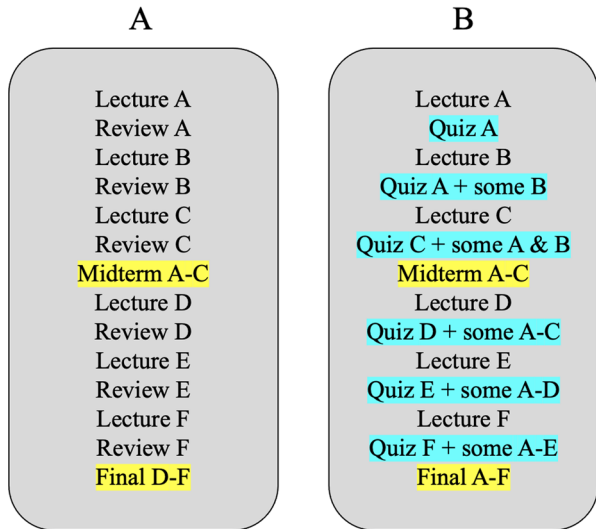 A
Lecture A
Review A
Lecture B
Review B
Lecture C
Review C
Midterm A-C
Lecture D
Review D
Lecture E
Review E
Lecture F
Review F
Final D-F
B
Lecture A
Quiz A
Lecture B
Quiz A + some B
Lecture C
Quiz C + some A & B
Midterm A-C
Lecture D
Quiz D + some A-C
Lecture E
Quiz E + some A-D
Lecture F
Quiz F + some A-E
Final A-F